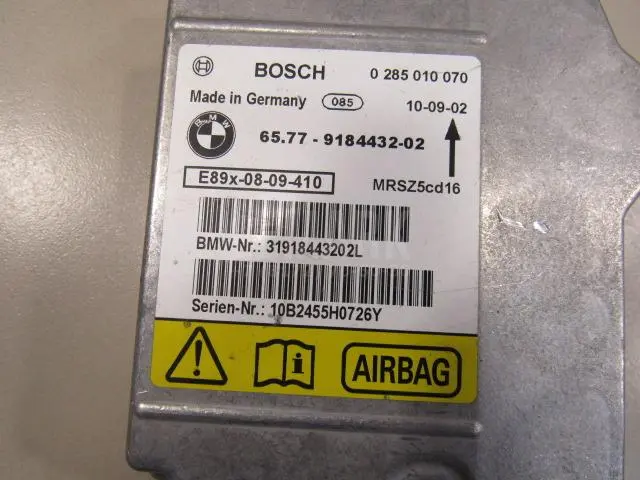 BOSCH 0 285 010 070
Made in Germany 085 10-09-02
BMW 65.77 - 9184432-02
E89x-08-09-410 MRSZ5cd16
BMW-Nr.: 31918443202L
Serien-Nr.: 10B2455H0726Y
AIRBAG